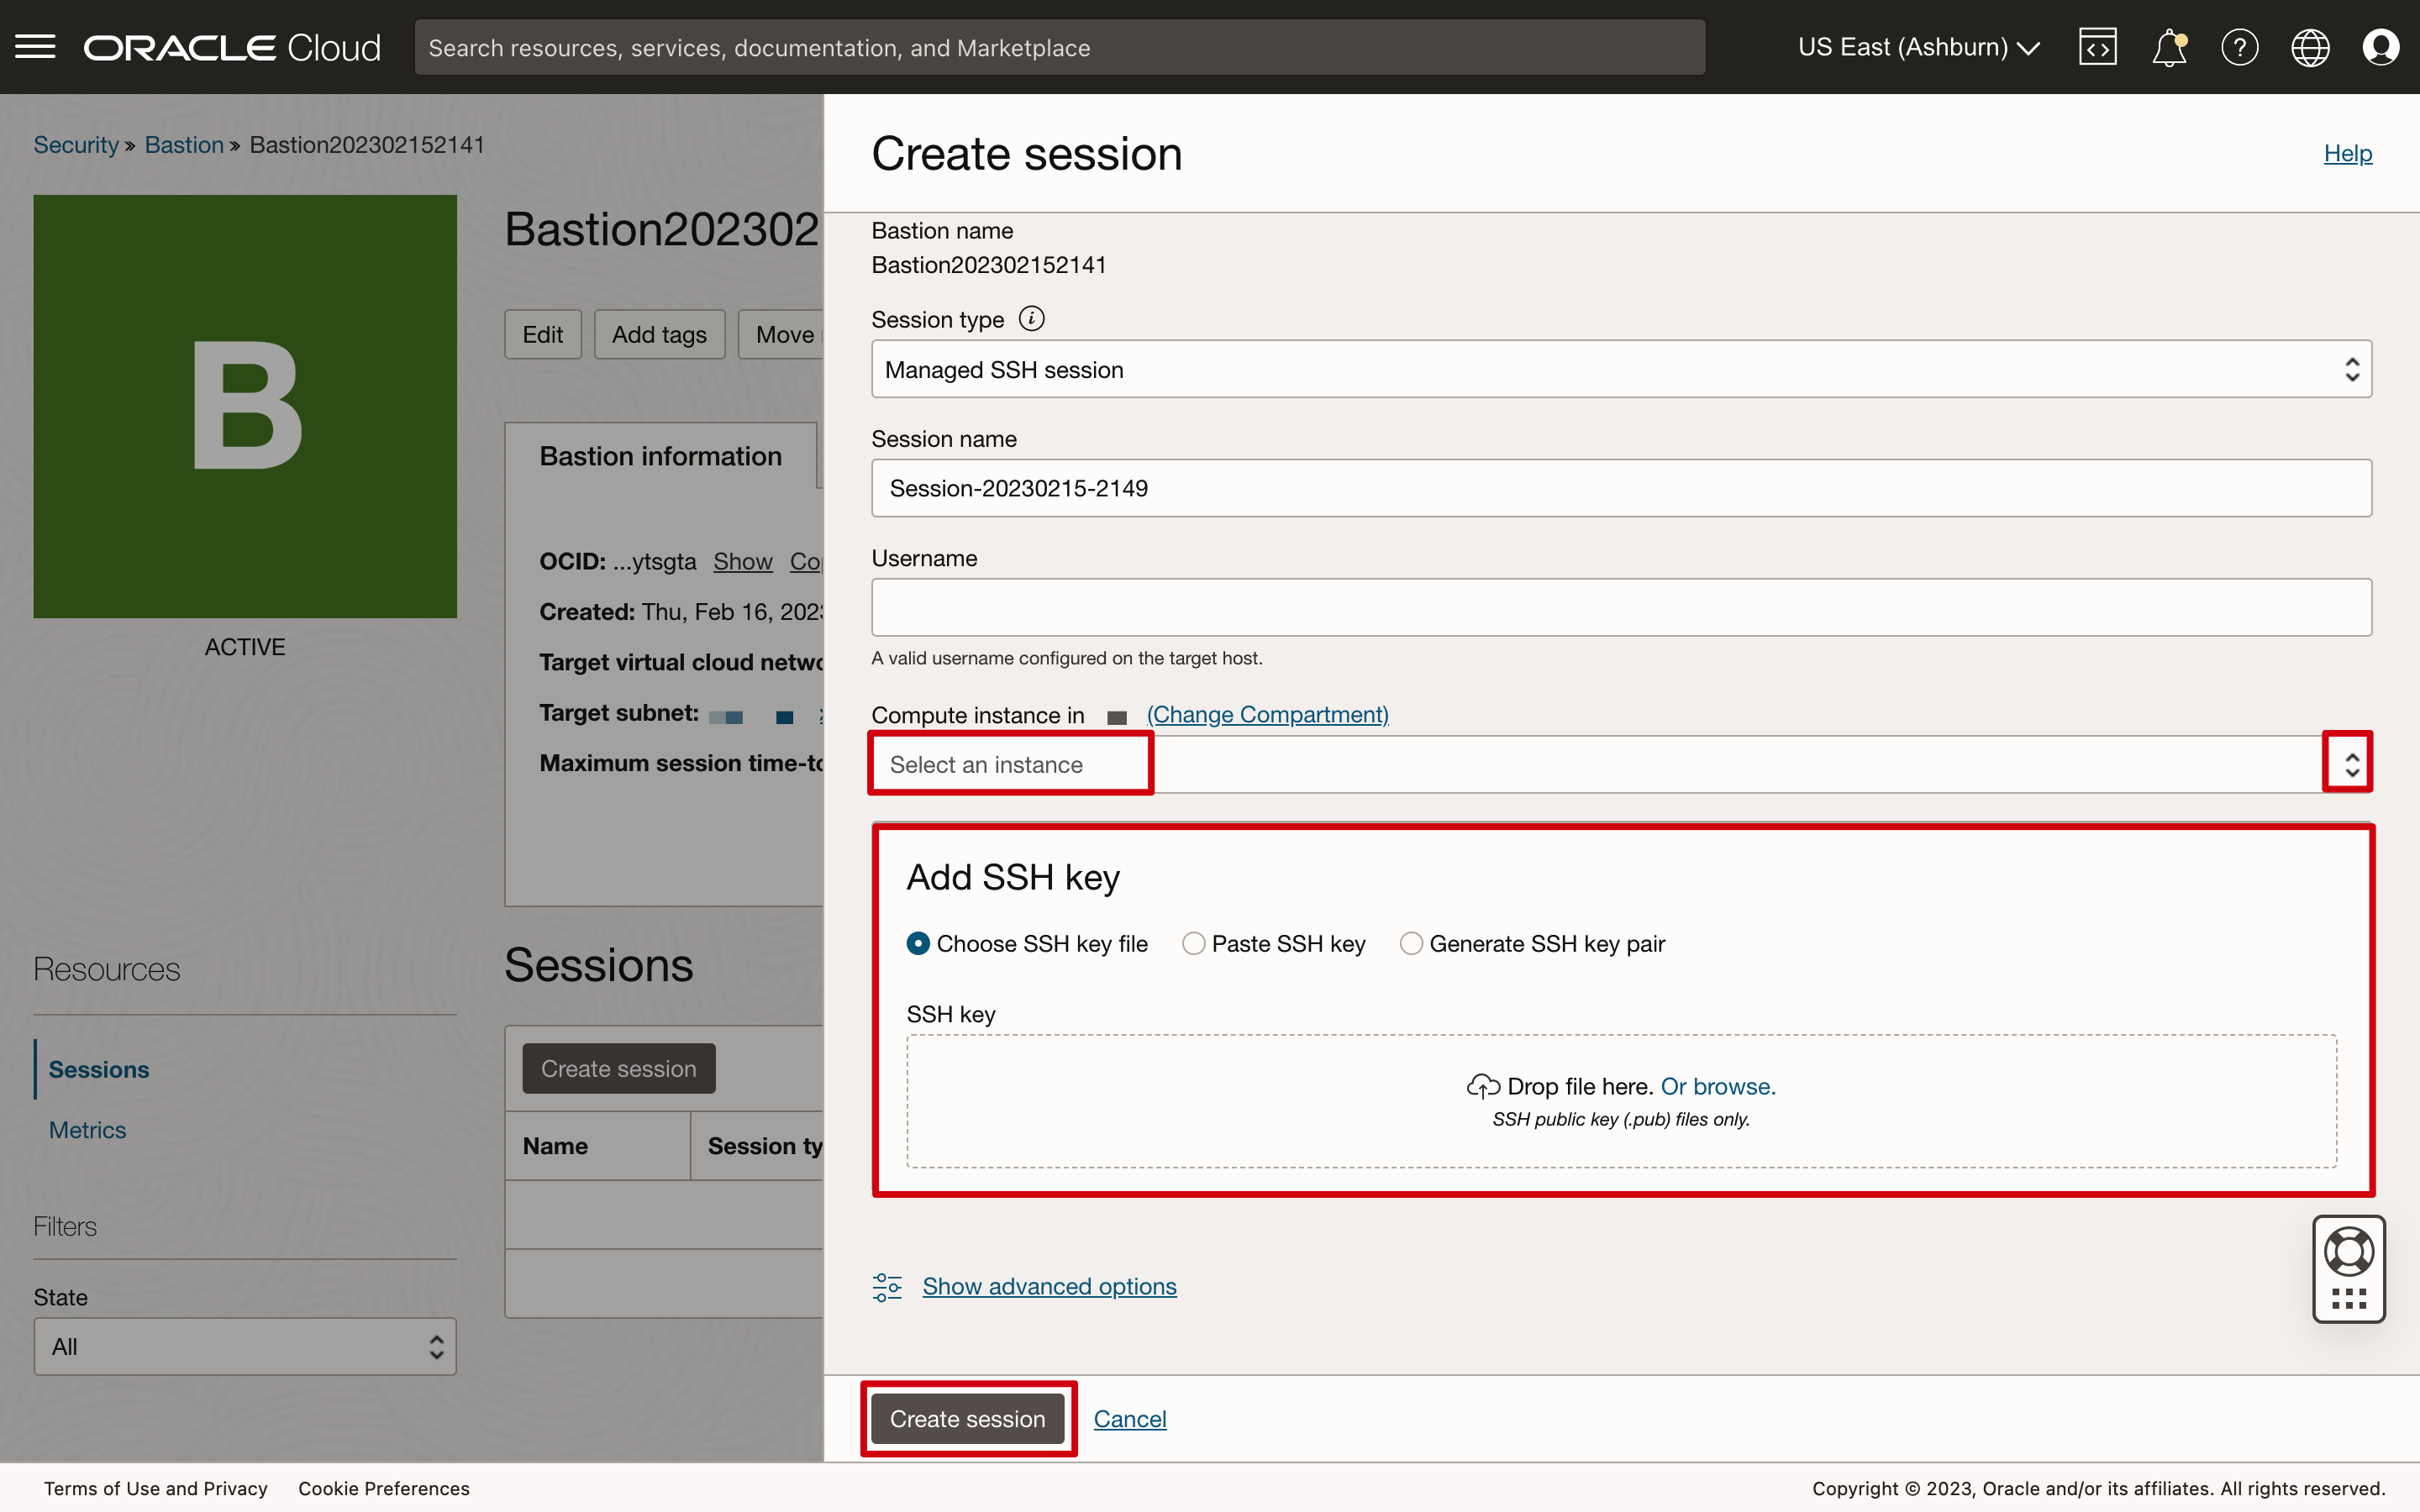 ORACLE Cloud
Search resources, services, documentation, and Marketplace
US East (Ashburn)
Security » Bastion » Bastion202302152141
B
ACTIVE
Bastion202302
Edit
Add tags
Move
Bastion information
OCID: ...ytsgta Show
Created: Thu, Feb 16,
Target virtual cloud
Target subnet:
Maximum session
Resources
Sessions
Metrics
Filters
State
All
Sessions
Create session
Name
Session
Create session
Help
Bastion name
Bastion202302152141
Session type
Managed SSH session
Session name
Session-20230215-2149
Username
A valid username configured on the target host.
Compute instance in (Change Compartment)
Select an instance
Add SSH key
Choose SSH key file
Paste SSH key
Generate SSH key pair
SSH key
Drop file here. Or browse.
SSH public key (.pub) files only.
Show advanced options
Create session
Cancel
Terms of Use and Privacy
Cookie Preferences
Copyright © 2023, Oracle and/or its affiliates. All rights reserved.